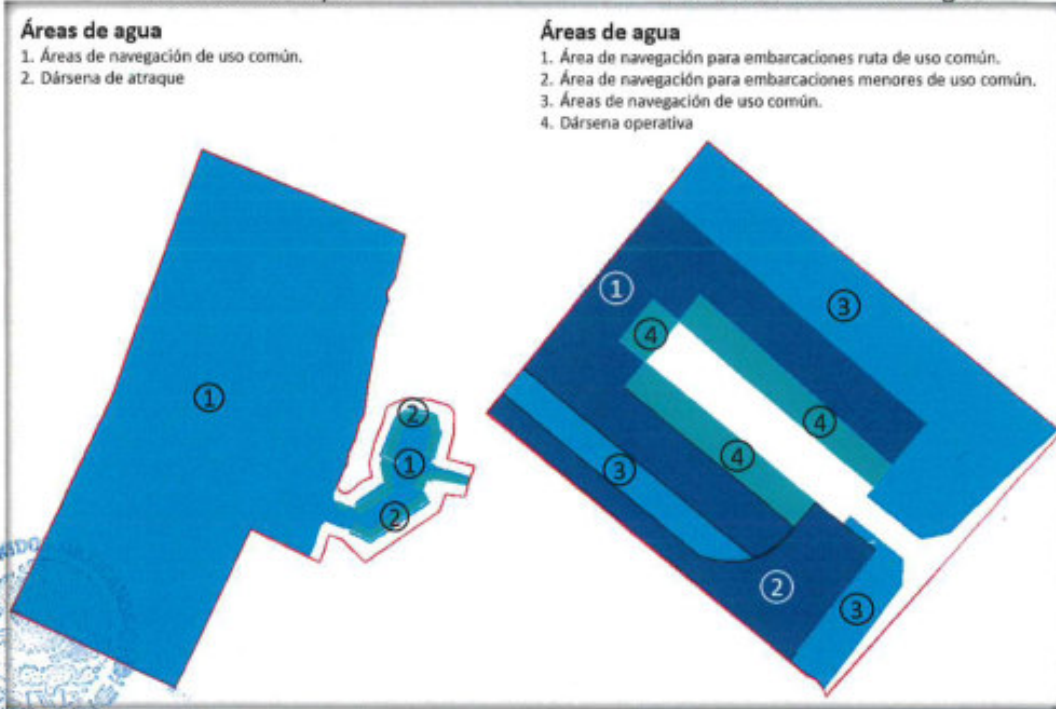 Áreas de agua
1. Áreas de navegación de uso común.
2. Dársena de atraque
Áreas de agua
1. Área de navegación para embarcaciones ruta de uso común.
2. Área de navegación para embarcaciones menores de uso común.
3. Áreas de navegación de uso común.
4. Dársena operativa
1
2
1
2
1
3
4
4
4
3
2
3